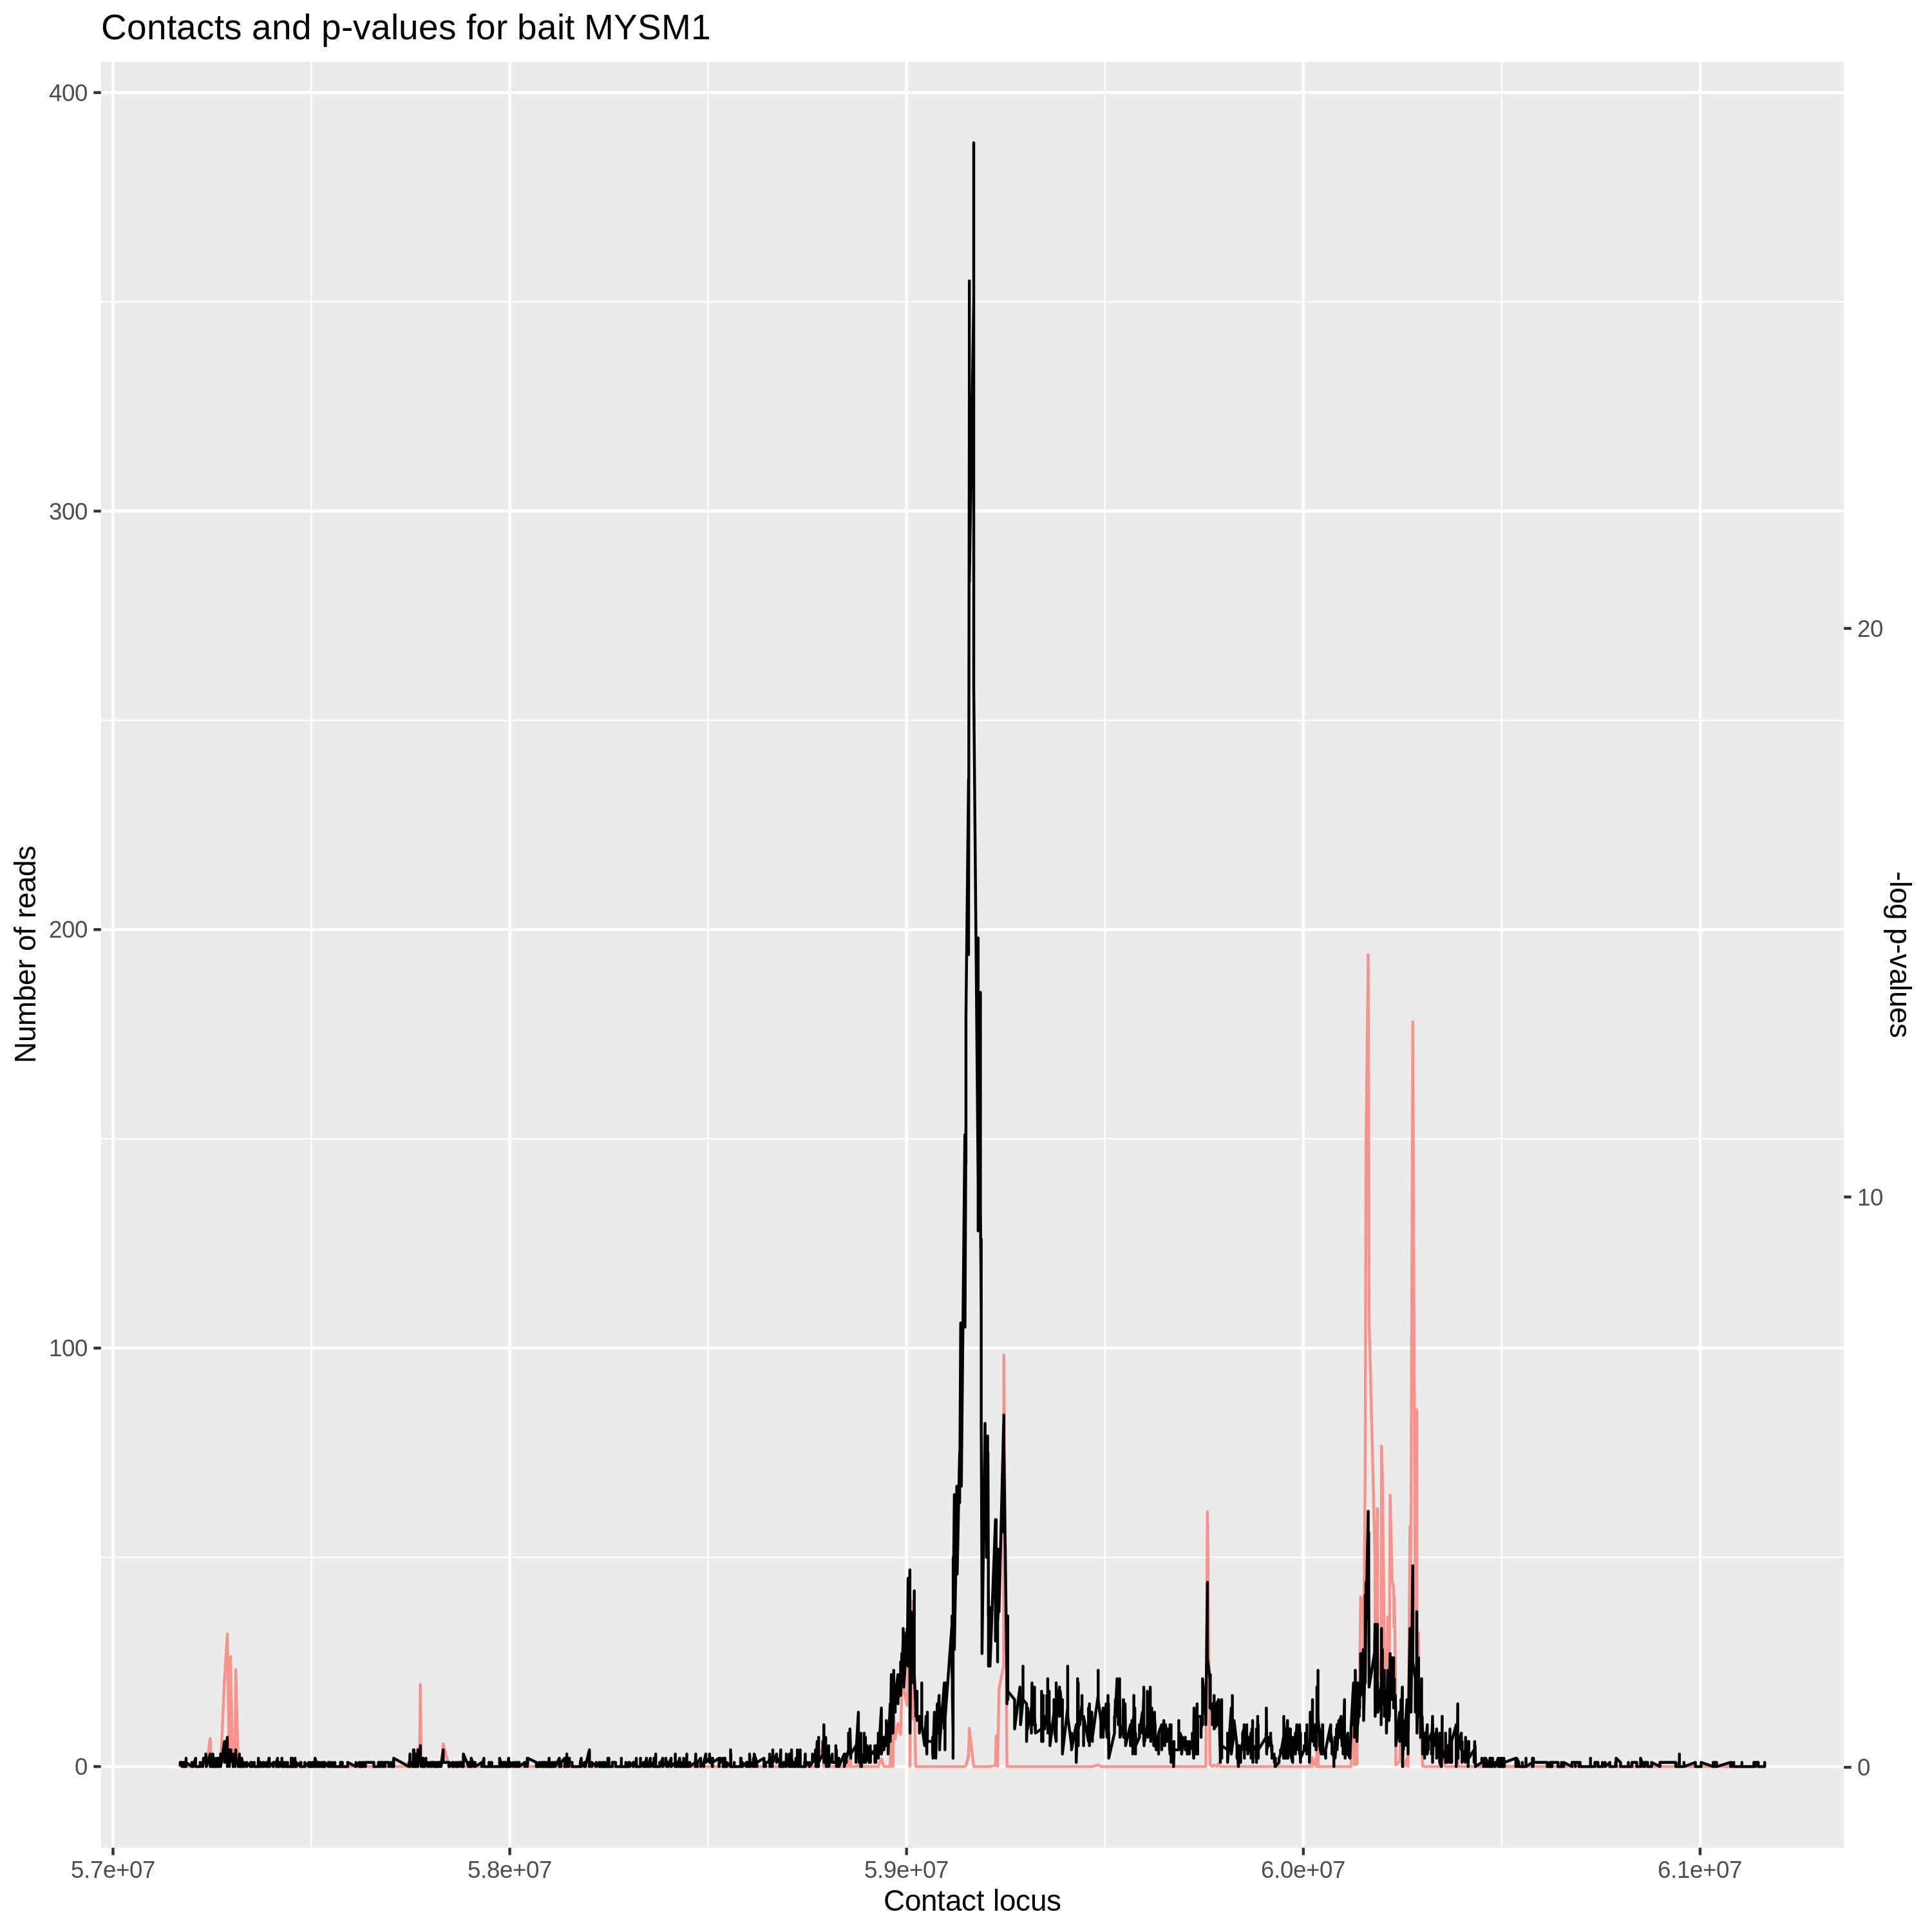 Contacts and p-values for bait MYSM1
400
300
200
100
0
Number of reads
20
10
0
-log p-values
5.7e+07
5.8e+07
5.9e+07
6.0e+07
6.1e+07
Contact locus